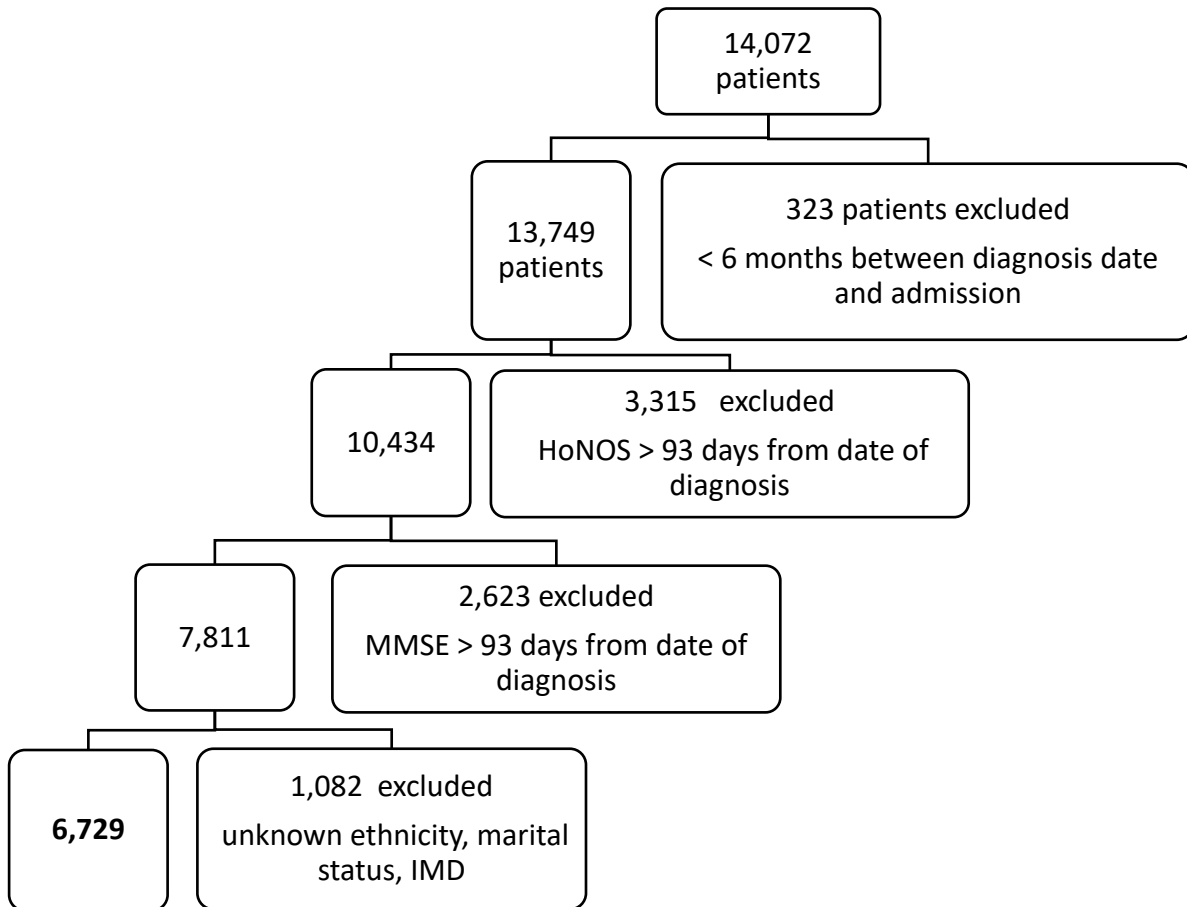 14,072
patients
13,749
patients
323 patients excluded
< 6 months between diagnosis date
and admission
10,434
3,315 excluded
HoNOS > 93 days from date of
diagnosis
7,811
2,623 excluded
MMSE > 93 days from date of
diagnosis
6,729
1,082 excluded
unknown ethnicity, marital
status, IMD